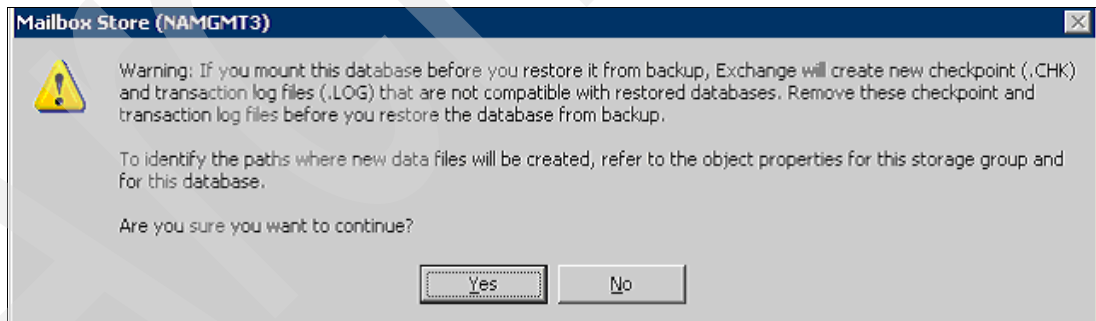 Mailbox Store (NAMGMT3)
Warning: If you mount this database before you restore it from backup, Exchange will create new checkpoint (.CHK)
and transaction log files (.LOG) that are not compatible with restored databases. Remove these checkpoint and
transaction log files before you restore the database from backup.
To identify the paths where new data files will be created, refer to the object properties for this storage group and
for this database.
Are you sure you want to continue?
Yes
No